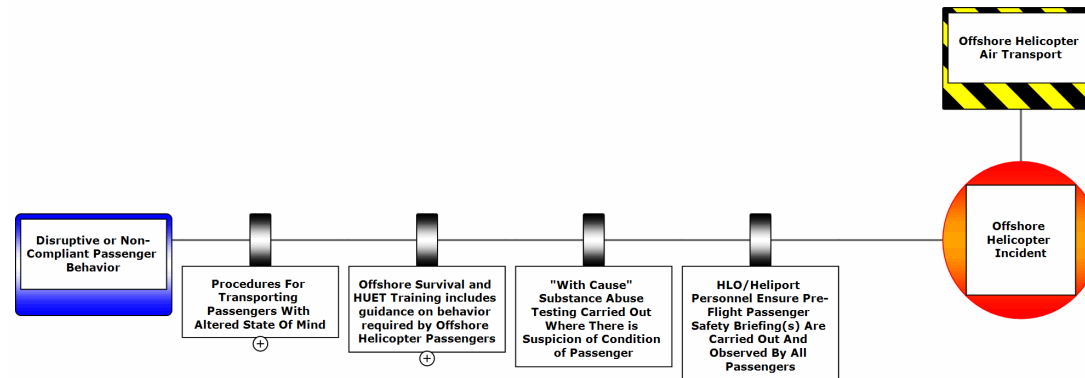 Offshore Helicopter
Air Transport
Disruptive or Non-
Compliant Passenger
Behavior
Offshore
Helicopter
Incident
Procedures For
Transporting
Passengers With
Altered State Of Mind
Offshore Survival and
HUET Training includes
guidance on behavior
required by Offshore
Helicopter Passengers
"With Cause"
Substance Abuse
Testing Carried Out
Where There is
Suspicion of Condition
of Passenger
HLO/Heliport
Personnel Ensure Pre-
Flight Passenger
Safety Briefing(s) Are
Carried Out And
Observed By All
Passengers